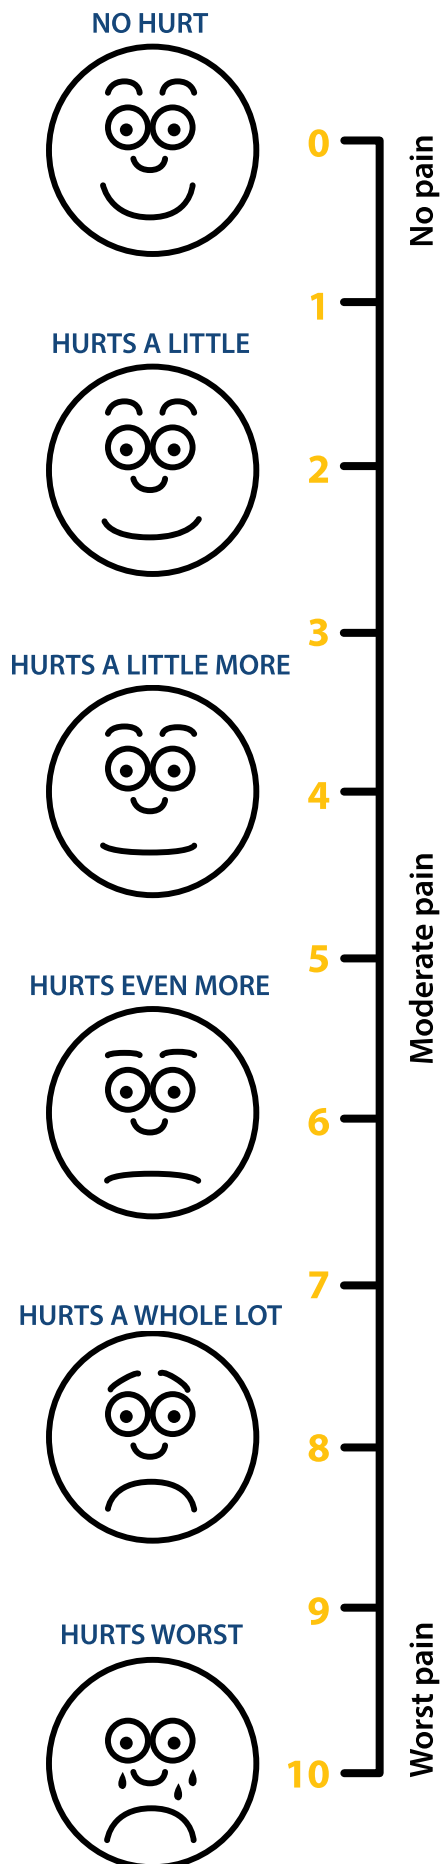 NO HURT
0
No pain
1
HURTS A LITTLE
2
3
HURTS A LITTLE MORE
4
Moderate pain
5
HURTS EVEN MORE
6
7
HURTS A WHOLE LOT
8
9
HURTS WORST
Worst pain
10